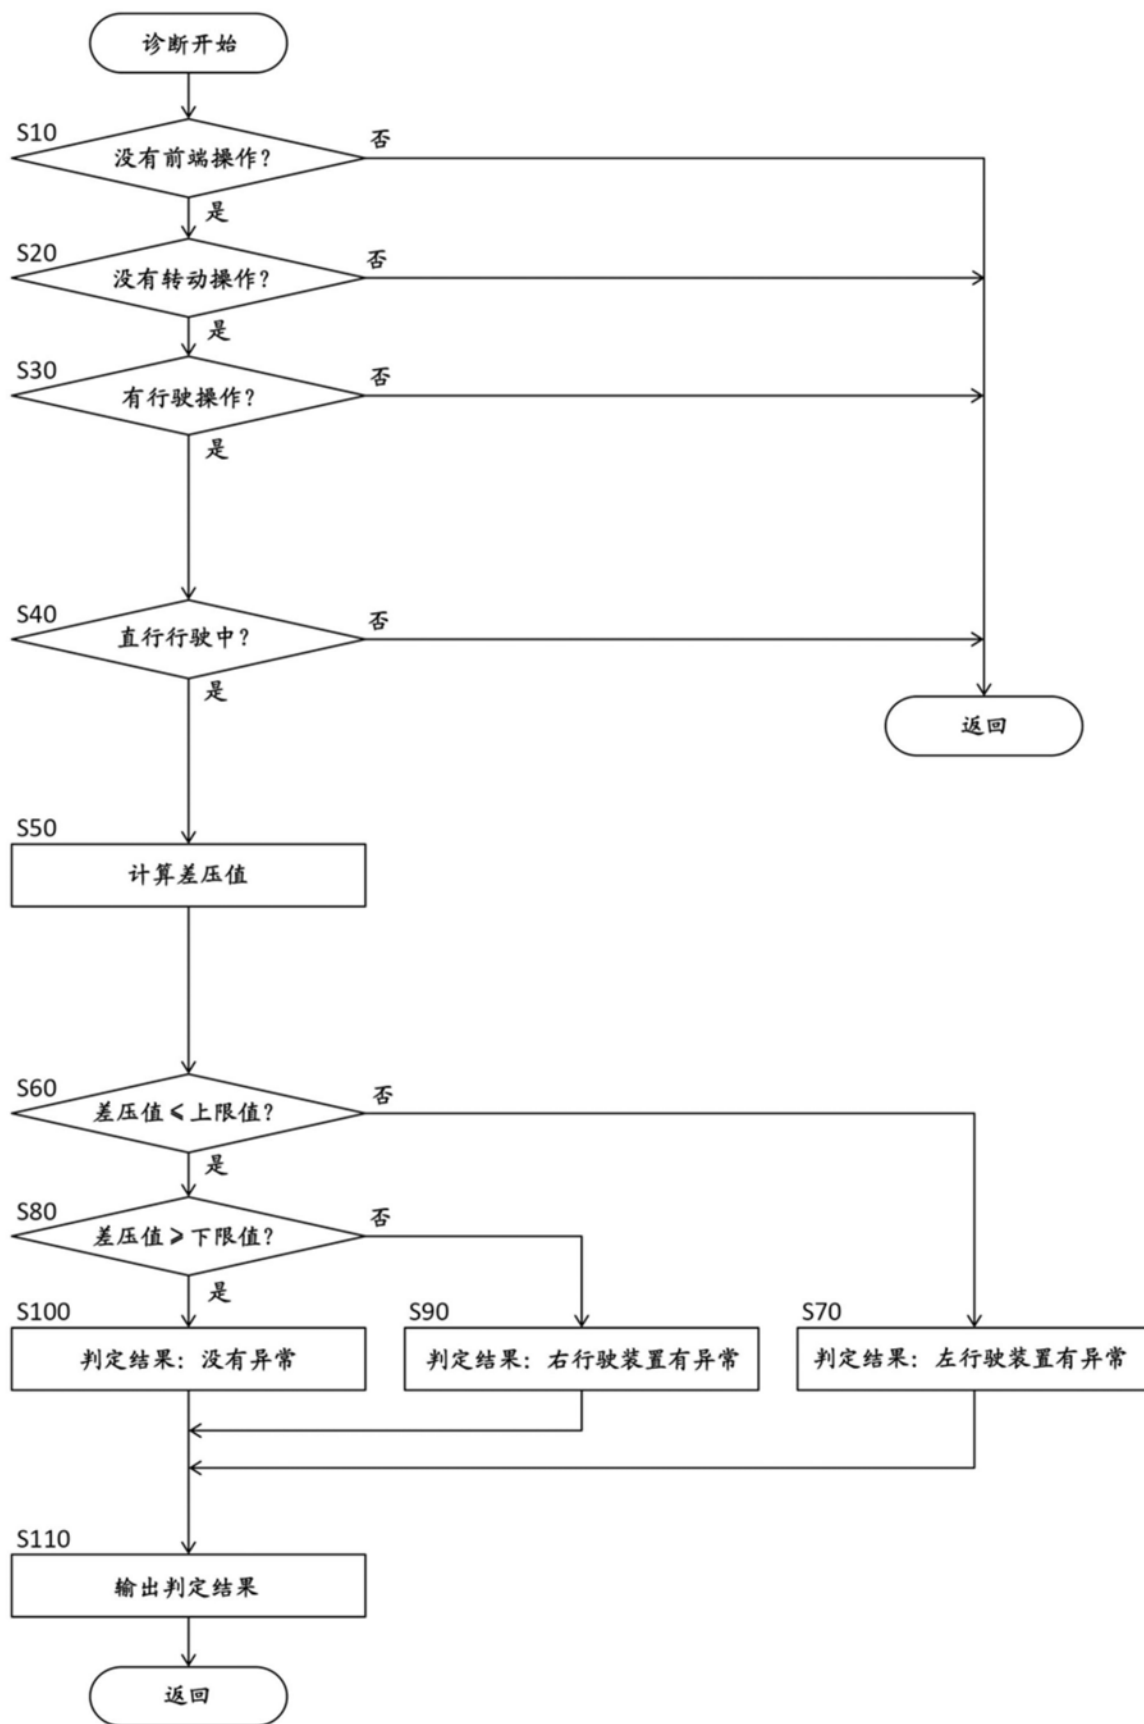 诊断开始
S10
没有前端操作?
否
是
S20
没有转动操作?
否
是
S30
有行驶操作?
否
是
S40
直行行驶中?
否
是
返回
S50
计算差压值
S60
差压值≤上限值?
否
是
S80
差压值≥下限值?
否
是
S100
判定结果：没有异常
S90
判定结果：右行驶装置有异常
S70
判定结果：左行驶装置有异常
S110
输出判定结果
返回